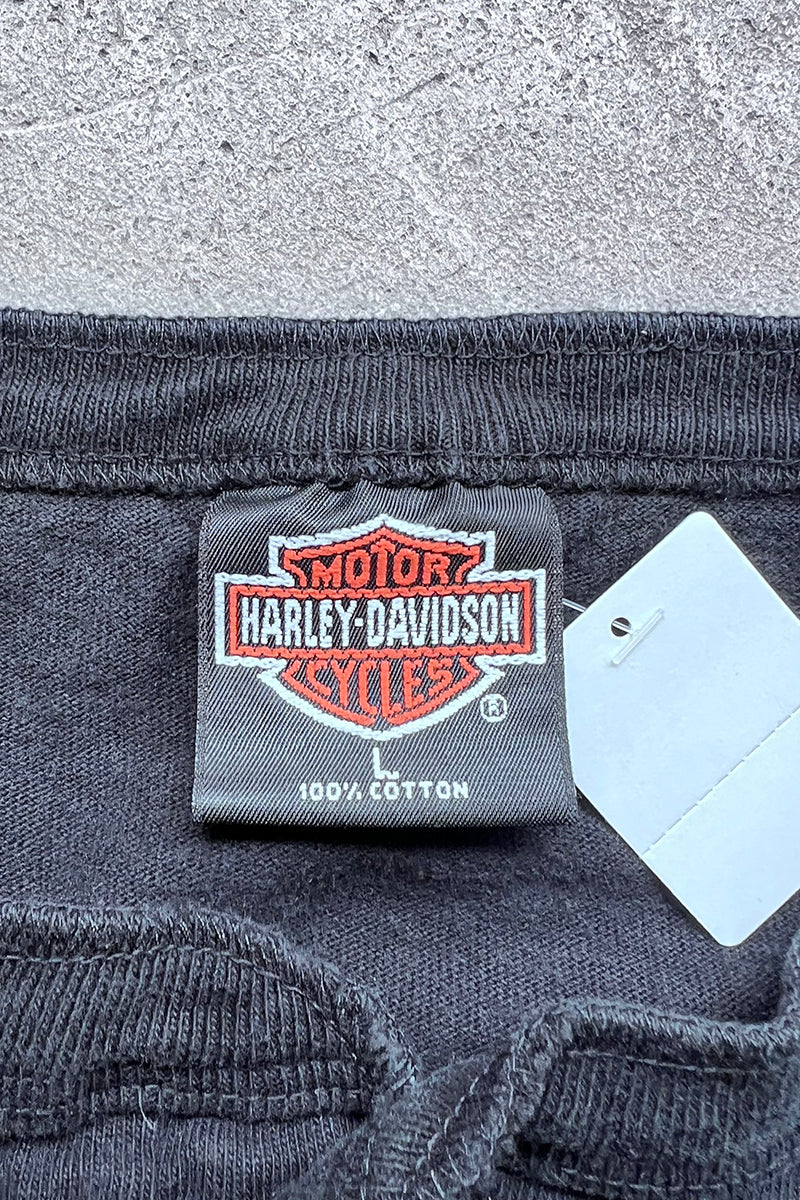 MOTOR
HARLEY-DAVIDSON
CYCLES
®
L
100% COTTON